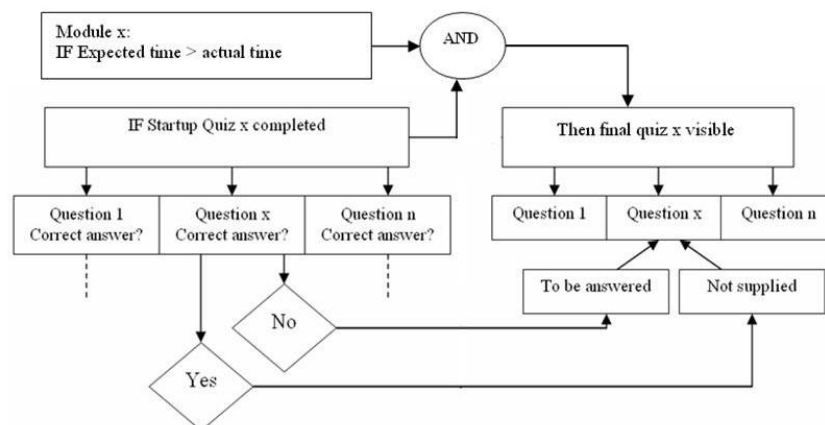 Module x:
IF Expected time > actual time
AND
IF Startup Quiz x completed
Then final quiz x visible
Question 1
Correct answer?
Question x
Correct answer?
Question n
Correct answer?
Question 1
Question x
Question n
To be answered
Not supplied
No
Yes